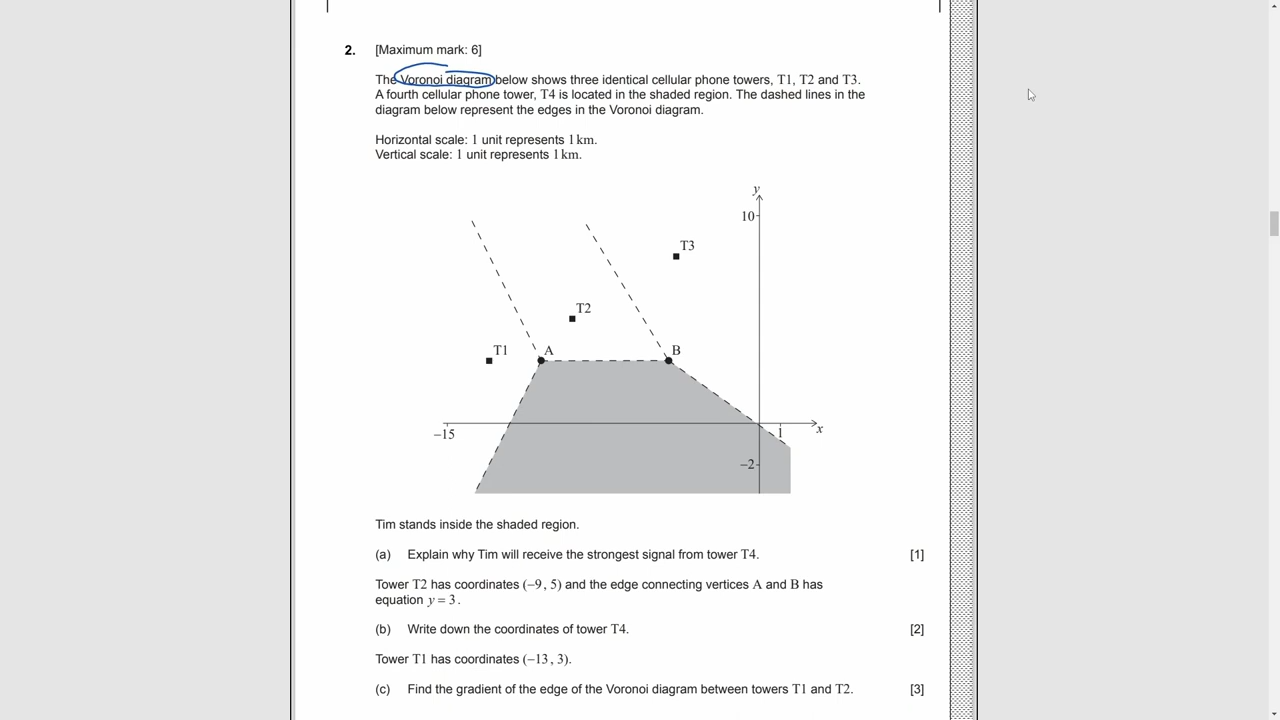 2. [Maximum mark: 6]
The Voronoi diagram below shows three identical cellular phone towers, T1, T2 and T3.
A fourth cellular phone tower, T4 is located in the shaded region. The dashed lines in the
diagram below represent the edges in the Voronoi diagram.
Horizontal scale: 1 unit represents 1 km.
Vertical scale: 1 unit represents 1 km.
y
10
T3
T2
T1
A
B
−15
1
x
−2
Tim stands inside the shaded region.
(a) Explain why Tim will receive the strongest signal from tower T4. [1]
Tower T2 has coordinates (−9, 5) and the edge connecting vertices A and B has
equation y = 3.
(b) Write down the coordinates of tower T4. [2]
Tower T1 has coordinates (−13, 3).
(c) Find the gradient of the edge of the Voronoi diagram between towers T1 and T2. [3]